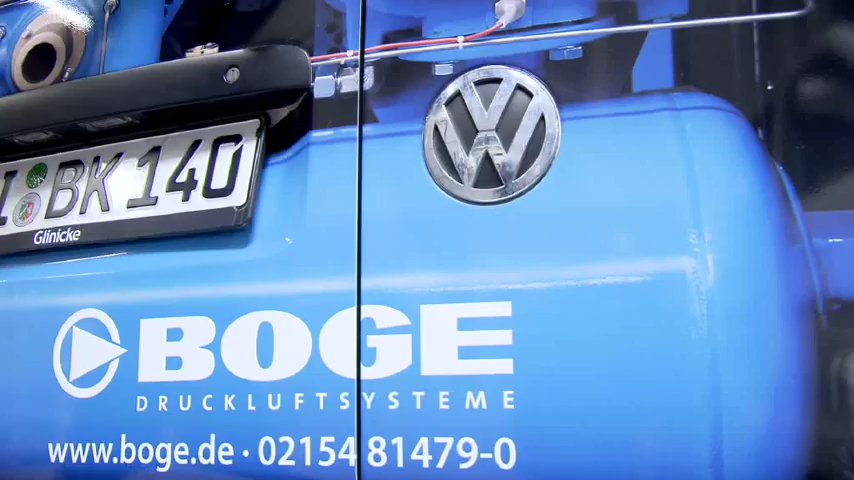 BK 140
Glinicke
BOGE
DRUCKLUFTSYSTEME
www.boge.de · 02154 81479-0